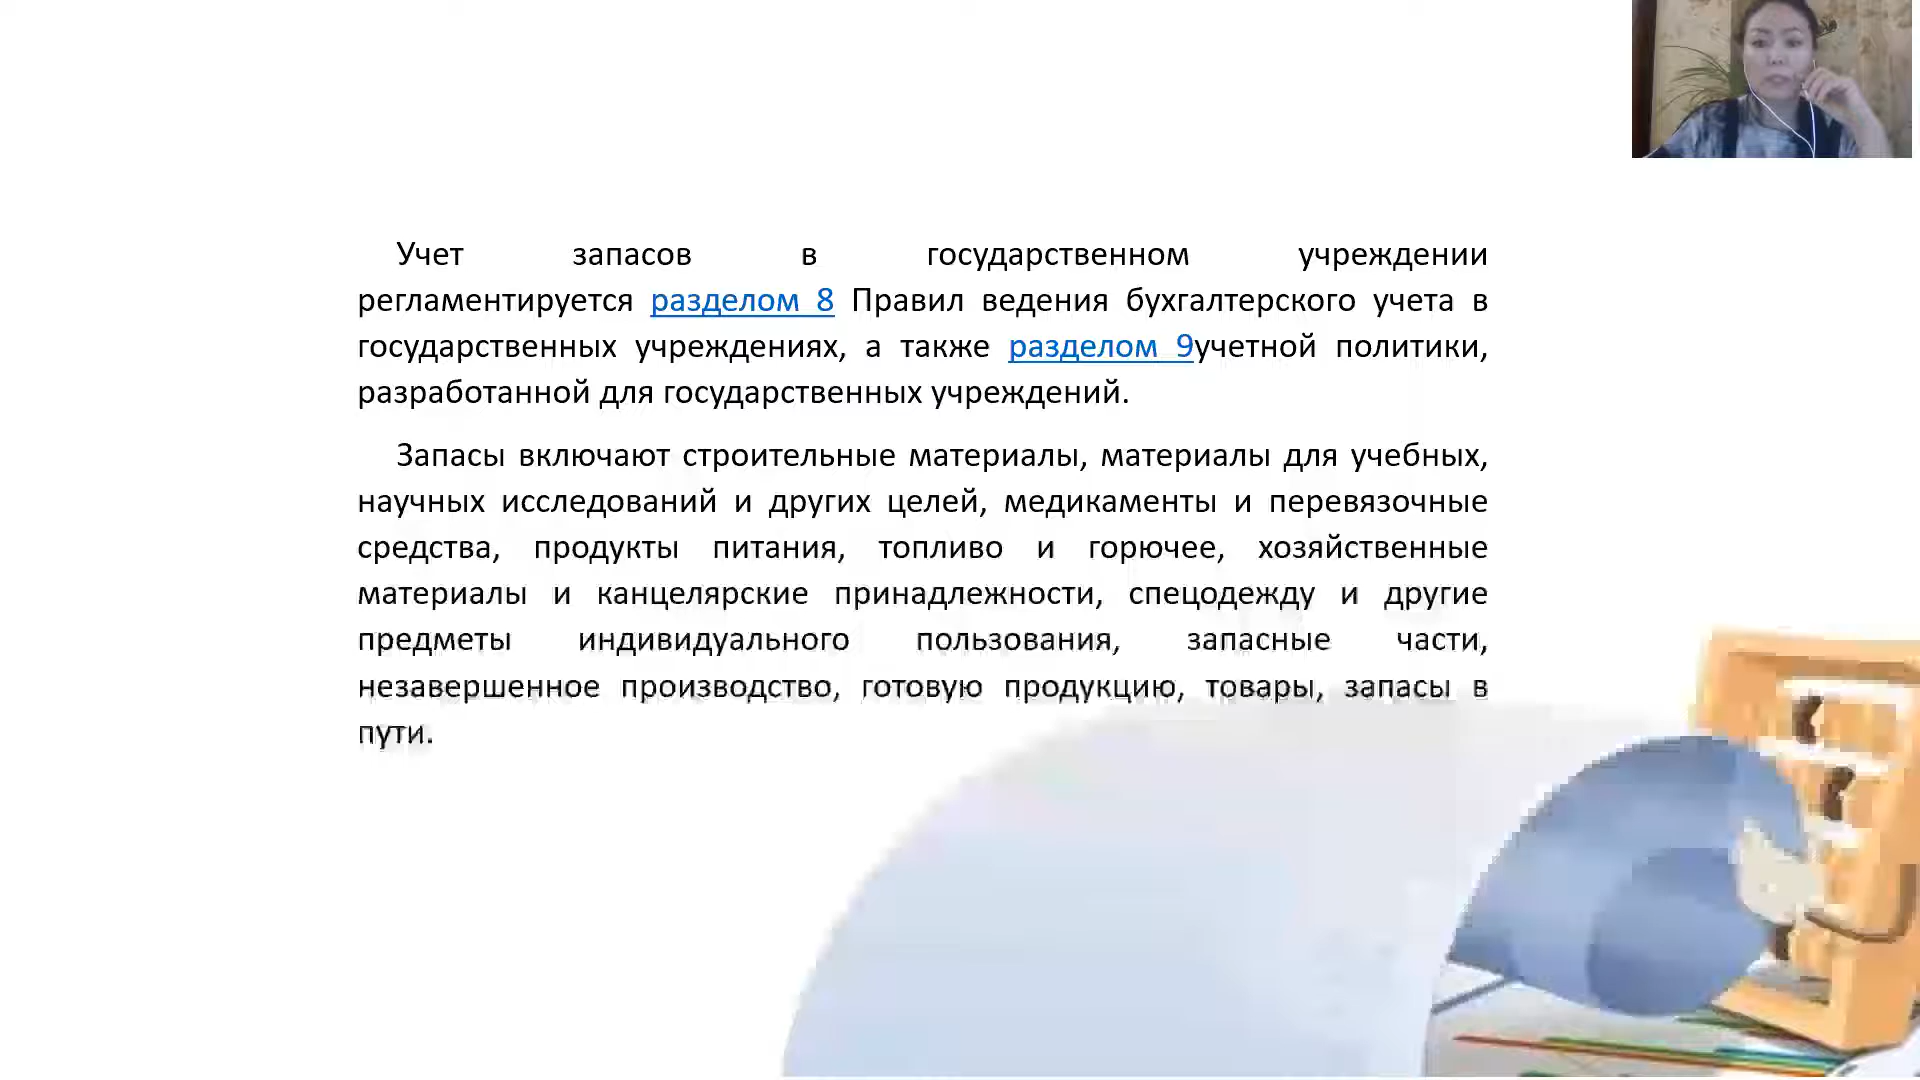 Учет запасов в государственном учреждении
регламентируется разделом 8 Правил ведения бухгалтерского учета в
государственных учреждениях, а также разделом 9учетной политики,
разработанной для государственных учреждений.
Запасы включают строительные материалы, материалы для учебных,
научных исследований и других целей, медикаменты и перевязочные
средства, продукты питания, топливо и горючее, хозяйственные
материалы и канцелярские принадлежности, спецодежду и другие
предметы индивидуального пользования, запасные части,
незавершенное производство, готовую продукцию, товары, запасы в
пути.